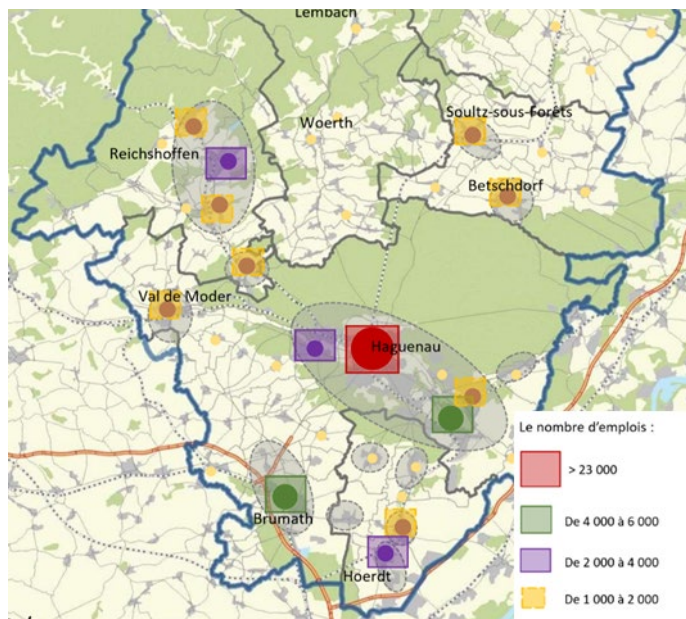 Lembach
Soultz-sous-Forêts
Woerth
Reichshoffen
Betschdorf
Val de Moder
Haguenau
Le nombre d'emplois :
> 23 000
De 4 000 à 6 000
Brumath
De 2 000 à 4 000
Hoerdt
De 1 000 à 2 000